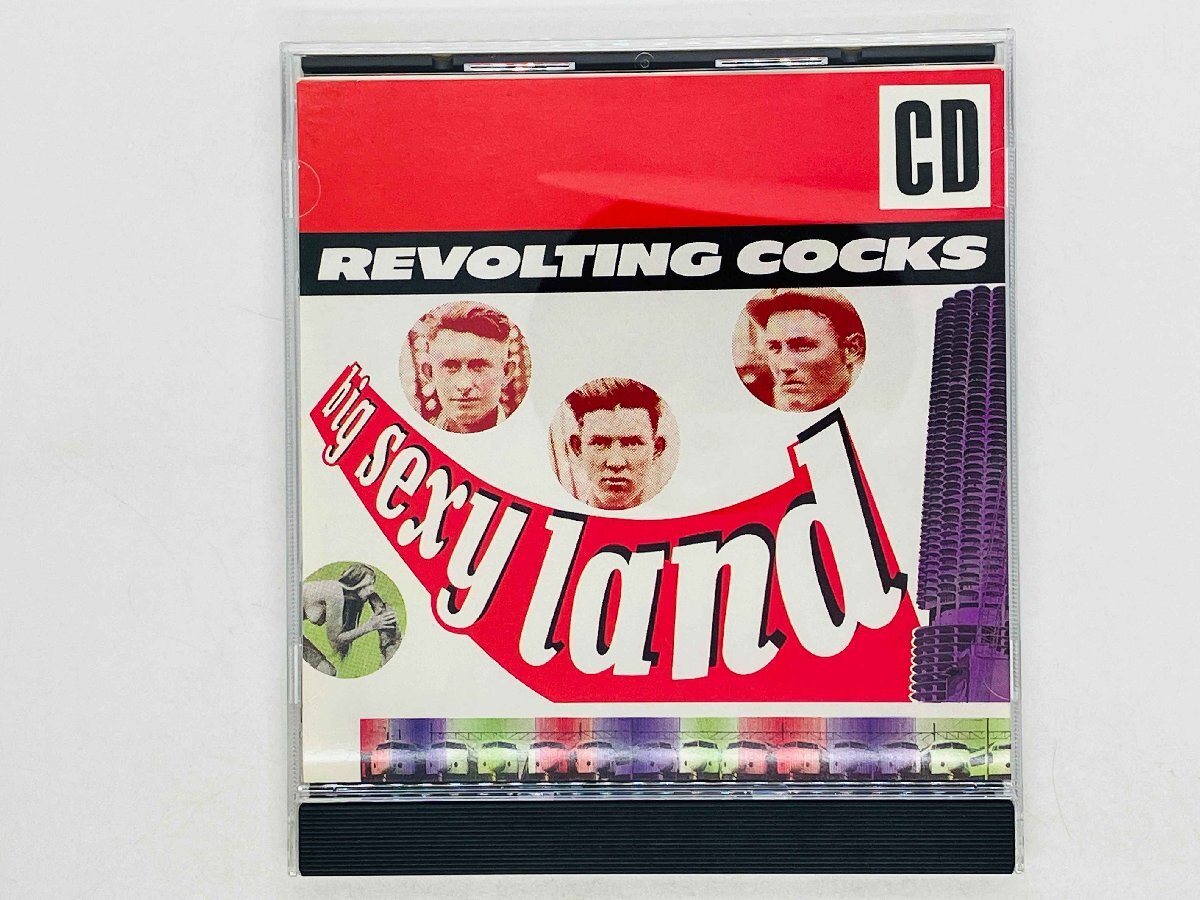 CD
REVOLTING COCKS
big sexy land